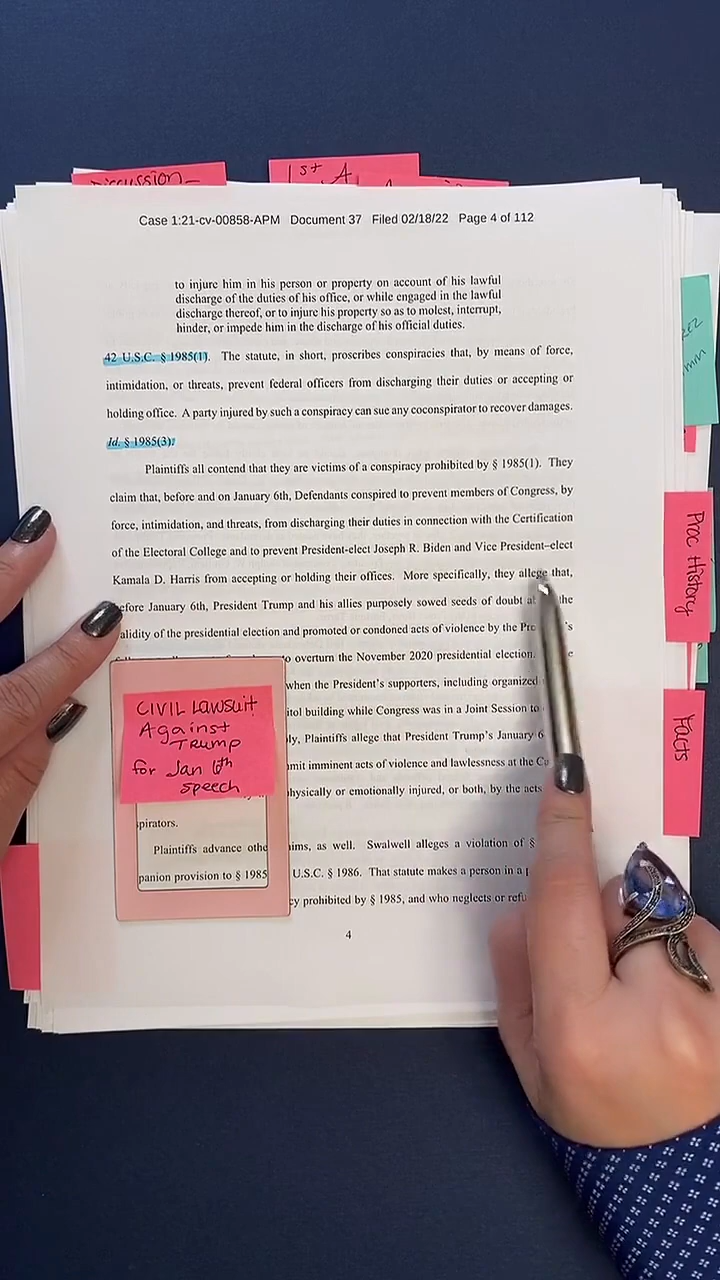 Discussion
1st A
Case 1:21-cv-00858-APM Document 37 Filed 02/18/22 Page 4 of 112
to injure him in his person or property on account of his lawful
discharge of the duties of his office, or while engaged in the lawful
discharge thereof, or to injure his property so as to molest, interrupt,
hinder, or impede him in the discharge of his official duties.
42 U.S.C. § 1985(1). The statute, in short, proscribes conspiracies that, by means of force,
intimidation, or threats, prevent federal officers from discharging their duties or accepting or
holding office. A party injured by such a conspiracy can sue any coconspirator to recover damages.
Id. § 1985(3).
Plaintiffs all contend that they are victims of a conspiracy prohibited by § 1985(1). They
claim that, before and on January 6th, Defendants conspired to prevent members of Congress, by
force, intimidation, and threats, from discharging their duties in connection with the Certification
of the Electoral College and to prevent President-elect Joseph R. Biden and Vice President–elect
Kamala D. Harris from accepting or holding their offices. More specifically, they allege that,
efore January 6th, President Trump and his allies purposely sowed seeds of doubt the
alidity of the presidential election and promoted or condoned acts of violence by the 's
to overturn the November 2020 presidential election.
when the President's supporters, including organized
itol building while Congress was in a Joint Session to
ly, Plaintiffs allege that President Trump's January 6
mit imminent acts of violence and lawlessness at the Ca
physically or emotionally injured, or both, by the acts
spirators.
Plaintiffs advance othe ims, as well. Swalwell alleges a violation of §
panion provision to § 1985 U.S.C. § 1986. That statute makes a person in a
cy prohibited by § 1985, and who neglects or refu
4
CIVIL LAWSUIT
Against
TRUMP
for Jan 6th
speech
mm
Proc History
Facts